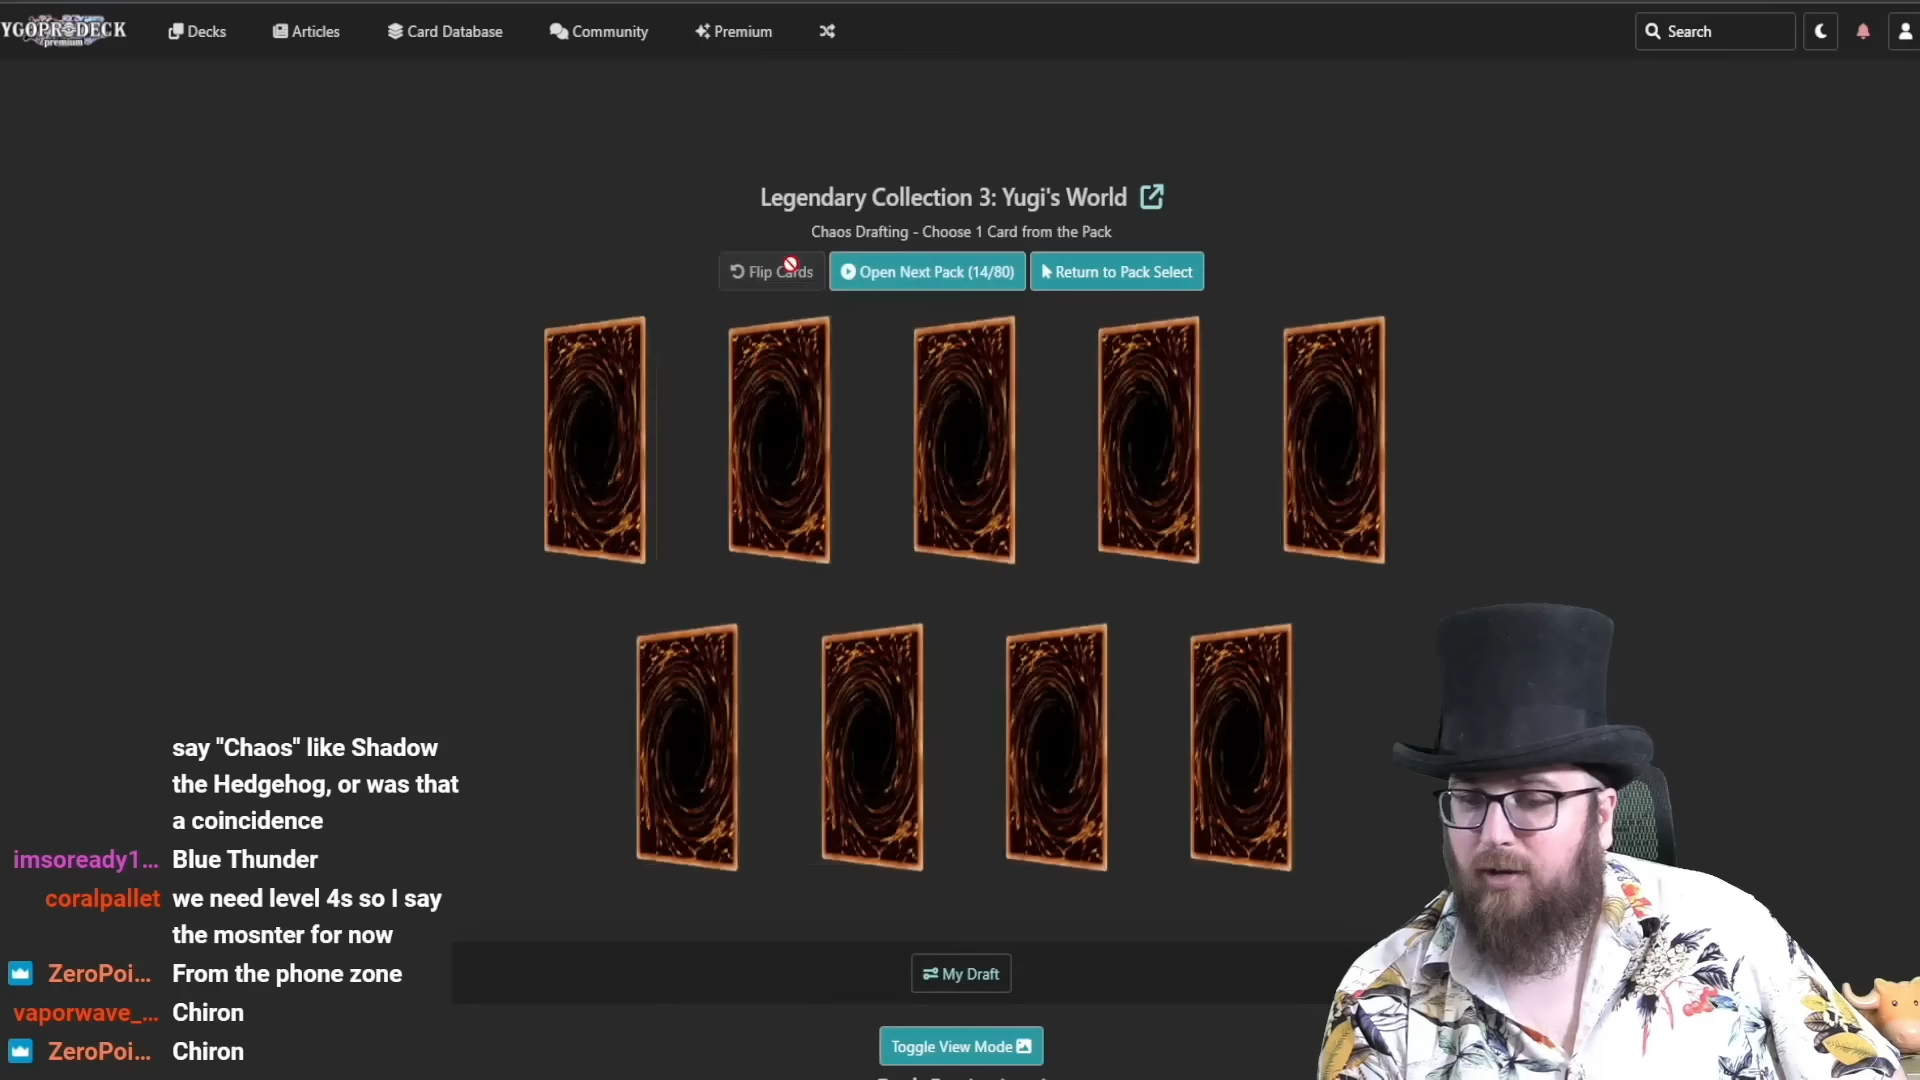 YGOPRODECK
premium
Decks
Articles
Card Database
Community
Premium
Search
Legendary Collection 3: Yugi's World
Chaos Drafting - Choose 1 Card from the Pack
Flip Cards
Open Next Pack (14/80)
Return to Pack Select
say "Chaos" like Shadow
the Hedgehog, or was that
a coincidence
imsoready1... Blue Thunder
coralpallet we need level 4s so I say
the mosnter for now
ZeroPoi... From the phone zone
vaporwave_... Chiron
ZeroPoi... Chiron
My Draft
Toggle View Mode